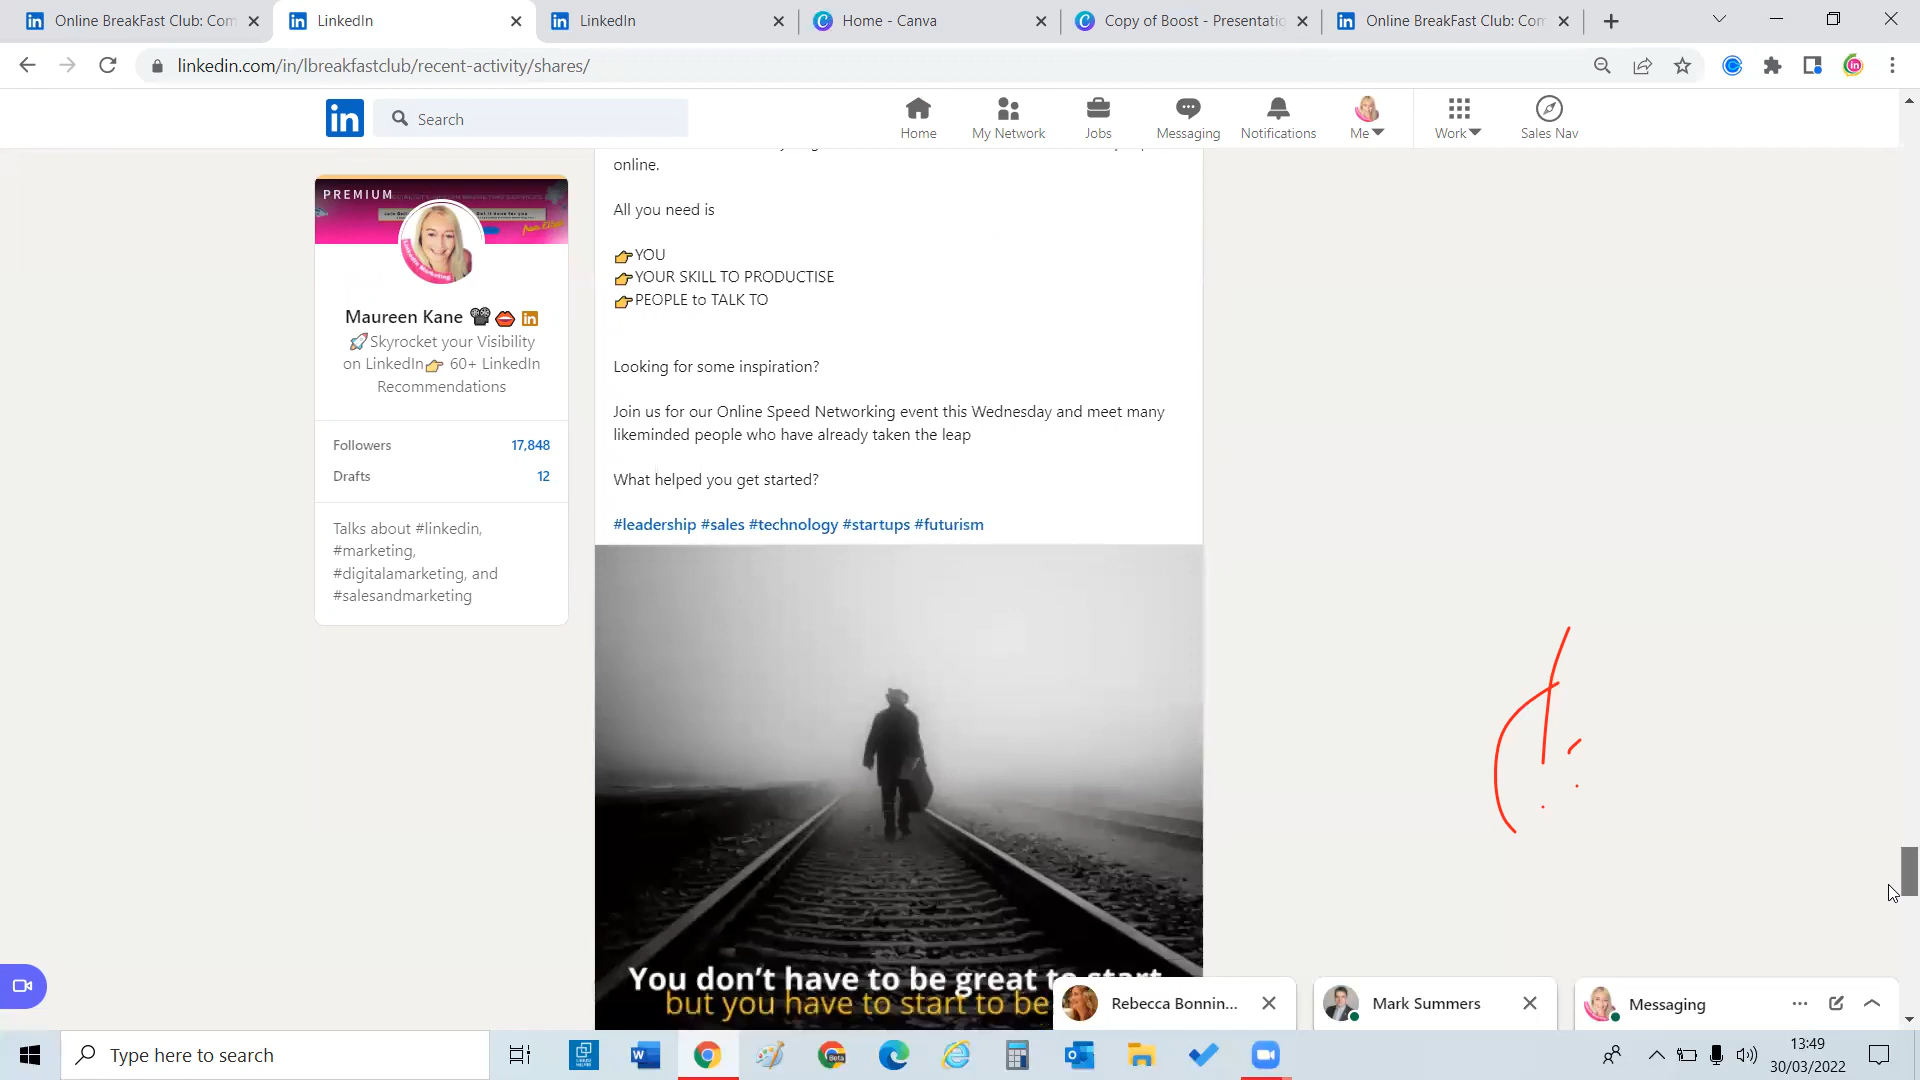 Online BreakFast Club: Com
LinkedIn
LinkedIn
Home - Canva
Copy of Boost - Presentatio
Online BreakFast Club: Com
linkedin.com/in/lbreakfastclub/recent-activity/shares/
in
Search
Home
My Network
Jobs
Messaging
Notifications
Me
Work
Sales Nav
PREMIUM
Maureen Kane
🚀Skyrocket your Visibility
on LinkedIn👉 60+ LinkedIn
Recommendations
Followers 17,848
Drafts 12
Talks about #linkedin,
#marketing,
#digitalamarketing, and
#salesandmarketing
online.
All you need is
👉YOU
👉YOUR SKILL TO PRODUCTISE
👉PEOPLE to TALK TO
Looking for some inspiration?
Join us for our Online Speed Networking event this Wednesday and meet many
likeminded people who have already taken the leap
What helped you get started?
#leadership #sales #technology #startups #futurism
You don't have to be great to start
but you have to start to be
Rebecca Bonnin...
Mark Summers
Messaging
Type here to search
13:49
30/03/2022